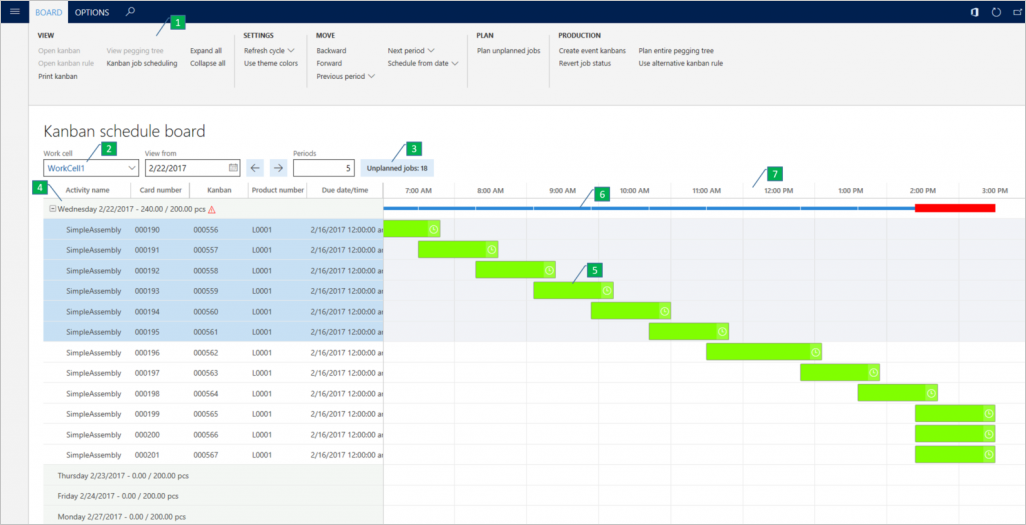 BOARD OPTIONS
1
VIEW SETTINGS MOVE PLAN PRODUCTION
Open kanban View pegging tree Expand all Refresh cycle Backward Next period Plan unplanned jobs Create event kanbans Plan entire pegging tree
Open kanban rule Kanban job scheduling Collapse all Use theme colors Forward Schedule from date Revert job status Use alternative kanban rule
Print kanban Previous period
Kanban schedule board
2 3
Work cell View from Periods
WorkCell1 2/22/2017 5 Unplanned jobs: 18
7
4 Activity name Card number Kanban Product number Due date/time 7:00 AM 8:00 AM 9:00 AM 10:00 AM 11:00 AM 12:00 PM 1:00 PM 2:00 PM 3:00 PM
6
Wednesday 2/22/2017 - 240.00 / 200.00 pcs
SimpleAssembly 000190 000556 L0001 2/16/2017 12:00:00 a
SimpleAssembly 000191 000557 L0001 2/16/2017 12:00:00 a
SimpleAssembly 000192 000558 L0001 2/16/2017 12:00:00 a
5
SimpleAssembly 000193 000559 L0001 2/16/2017 12:00:00 a
SimpleAssembly 000194 000560 L0001 2/16/2017 12:00:00 a
SimpleAssembly 000195 000561 L0001 2/16/2017 12:00:00 a
SimpleAssembly 000196 000562 L0001 2/16/2017 12:00:00 a
SimpleAssembly 000197 000563 L0001 2/16/2017 12:00:00 a
SimpleAssembly 000198 000564 L0001 2/16/2017 12:00:00 a
SimpleAssembly 000199 000565 L0001 2/16/2017 12:00:00 a
SimpleAssembly 000200 000566 L0001 2/16/2017 12:00:00 a
SimpleAssembly 000201 000567 L0001 2/16/2017 12:00:00 a
Thursday 2/23/2017 - 0.00 / 200.00 pcs
Friday 2/24/2017 - 0.00 / 200.00 pcs
Monday 2/27/2017 - 0.00 / 200.00 pcs